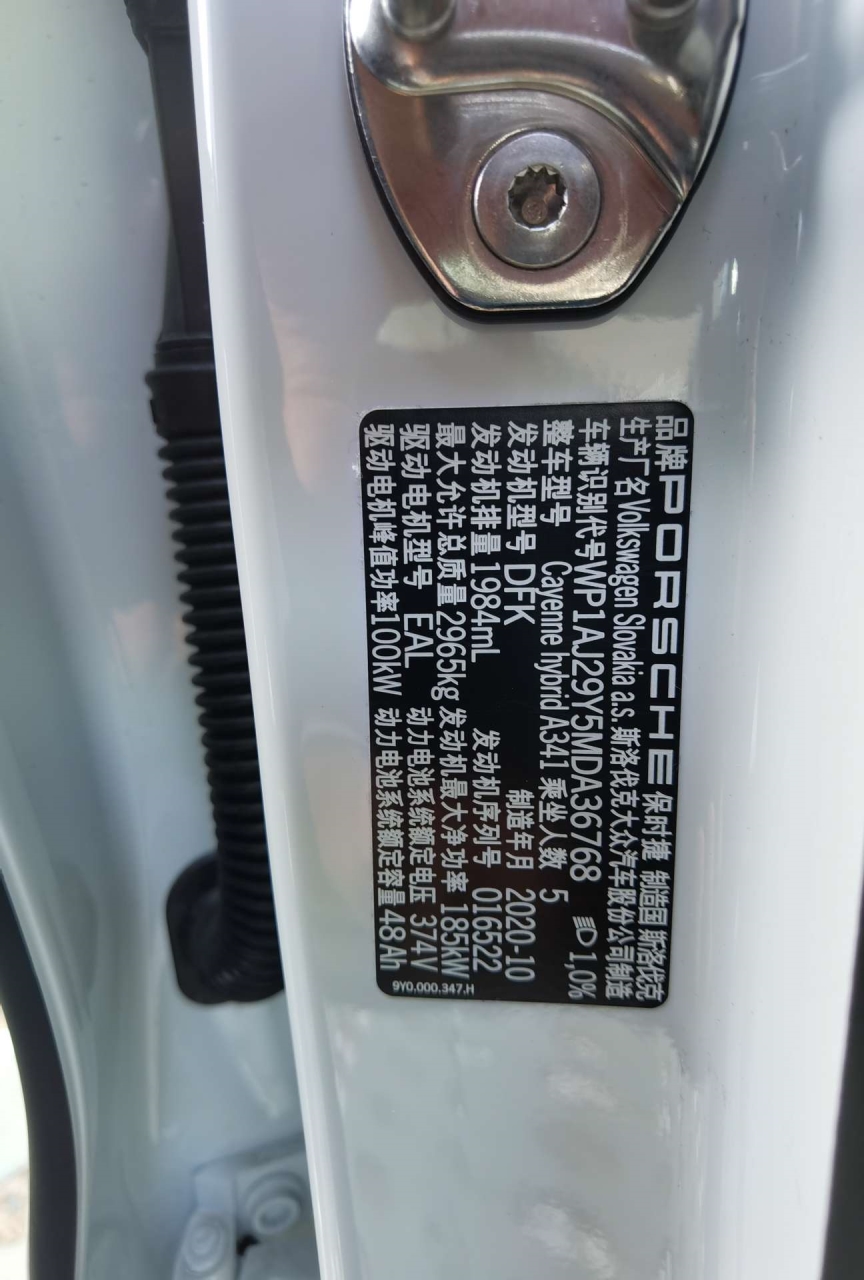 品牌 PORSCHE 保时捷 制造国 斯洛伐克
生产厂名 Volkswagen Slovakia a.s. 斯洛伐克大众汽车股份公司制造
车辆识别代号 WP1AJ29Y5MDA36768 1,0%
整车型号 Cayenne hybrid A341 乘坐人数 5
发动机型号 DFK 制造年月 2020-10
发动机排量 1984mL 发动机序列号 016522
最大允许总质量 2965kg 发动机最大净功率 185kW
驱动电机型号 EAL 动力电池系统额定电压 374V
驱动电机峰值功率 100kW 动力电池系统额定容量 48Ah
9Y0.000.347.H